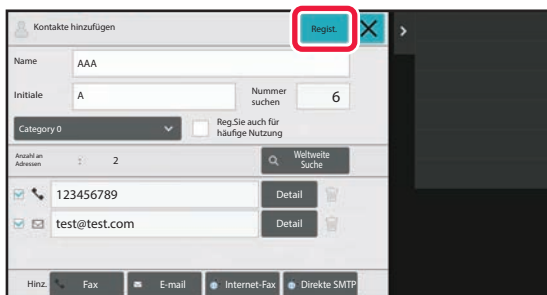 Kontakte hinzufügen
Regist.
Name
AAA
Initiale
A
Nummer
suchen
6
Category 0
Reg.Sie auch für
häufige Nutzung
Anzahl an
Adressen
:
2
Weltweite
Suche
123456789
Detail
test@test.com
Detail
Hinz.
Fax
E-mail
Internet-Fax
Direkte SMTP